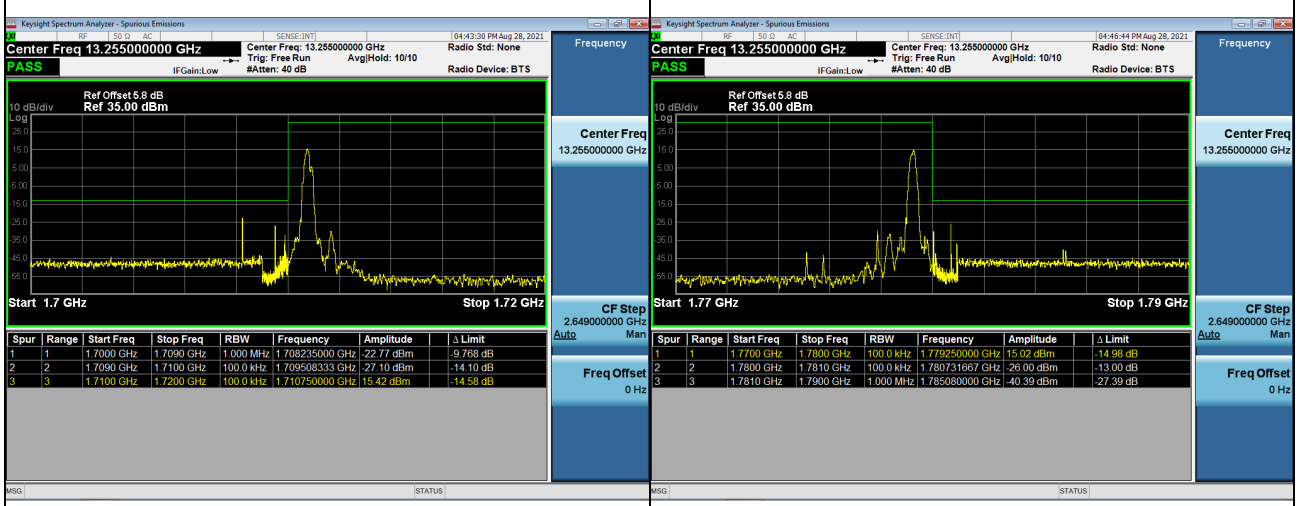 Keysight Spectrum Analyzer - Spurious Emissions
RF 50 Ω AC SENSE:INT 04:43:30 PM Aug 28, 2021
Center Freq 13.255000000 GHz
Center Freq: 13.255000000 GHz Radio Std: None
Trig: Free Run Avg|Hold: 10/10
PASS
IFGain:Low #Atten: 40 dB Radio Device: BTS
Ref Offset 5.8 dB
10 dB/div Ref 35.00 dBm
Log
25.0
15.0
5.00
-5.00
-15.0
-25.0
-35.0
-45.0
-55.0
Start 1.7 GHz Stop 1.72 GHz
Spur Range Start Freq Stop Freq RBW Frequency Amplitude Δ Limit
1 1 1.7000 GHz 1.7090 GHz 1.000 MHz 1.708235000 GHz -22.77 dBm -9.768 dB
2 2 1.7090 GHz 1.7100 GHz 100.0 kHz 1.709508333 GHz -27.10 dBm -14.10 dB
3 3 1.7100 GHz 1.7200 GHz 100.0 kHz 1.710750000 GHz 15.42 dBm -14.58 dB
MSG STATUS
Frequency
Center Freq
13.255000000 GHz
CF Step
2.649000000 GHz
Auto Man
Freq Offset
0 Hz
Keysight Spectrum Analyzer - Spurious Emissions
RF 50 Ω AC SENSE:INT 04:46:44 PM Aug 28, 2021
Center Freq 13.255000000 GHz
Center Freq: 13.255000000 GHz Radio Std: None
Trig: Free Run Avg|Hold: 10/10
PASS
IFGain:Low #Atten: 40 dB Radio Device: BTS
Ref Offset 5.8 dB
10 dB/div Ref 35.00 dBm
Log
25.0
15.0
5.00
-5.00
-15.0
-25.0
-35.0
-45.0
-55.0
Start 1.77 GHz Stop 1.79 GHz
Spur Range Start Freq Stop Freq RBW Frequency Amplitude Δ Limit
1 1 1.7700 GHz 1.7800 GHz 100.0 kHz 1.779250000 GHz 15.02 dBm -14.98 dB
2 2 1.7800 GHz 1.7810 GHz 100.0 kHz 1.780731667 GHz -26.00 dBm -13.00 dB
3 3 1.7810 GHz 1.7900 GHz 1.000 MHz 1.785080000 GHz -40.39 dBm -27.39 dB
MSG STATUS
Frequency
Center Freq
13.255000000 GHz
CF Step
2.649000000 GHz
Auto Man
Freq Offset
0 Hz